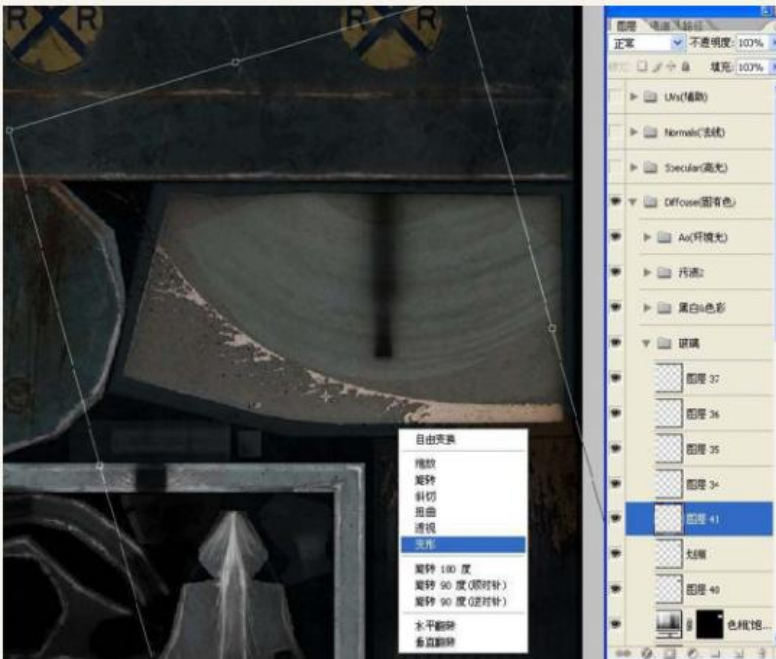 R R
R R
图层 通道 路径
正常 不透明度: 100%
填充: 100%
UVs(辅助)
Normals(法线)
Specular(高光)
Diffouse(固有色)
Ao(环境光)
污渍2
黑白&色彩
玻璃
图层 37
图层 36
图层 35
图层 34
图层 41
划痕
图层 40
色相/饱...
自由变换
缩放
旋转
斜切
扭曲
透视
变形
旋转 180 度
旋转 90 度(顺时针)
旋转 90 度(逆时针)
水平翻转
垂直翻转